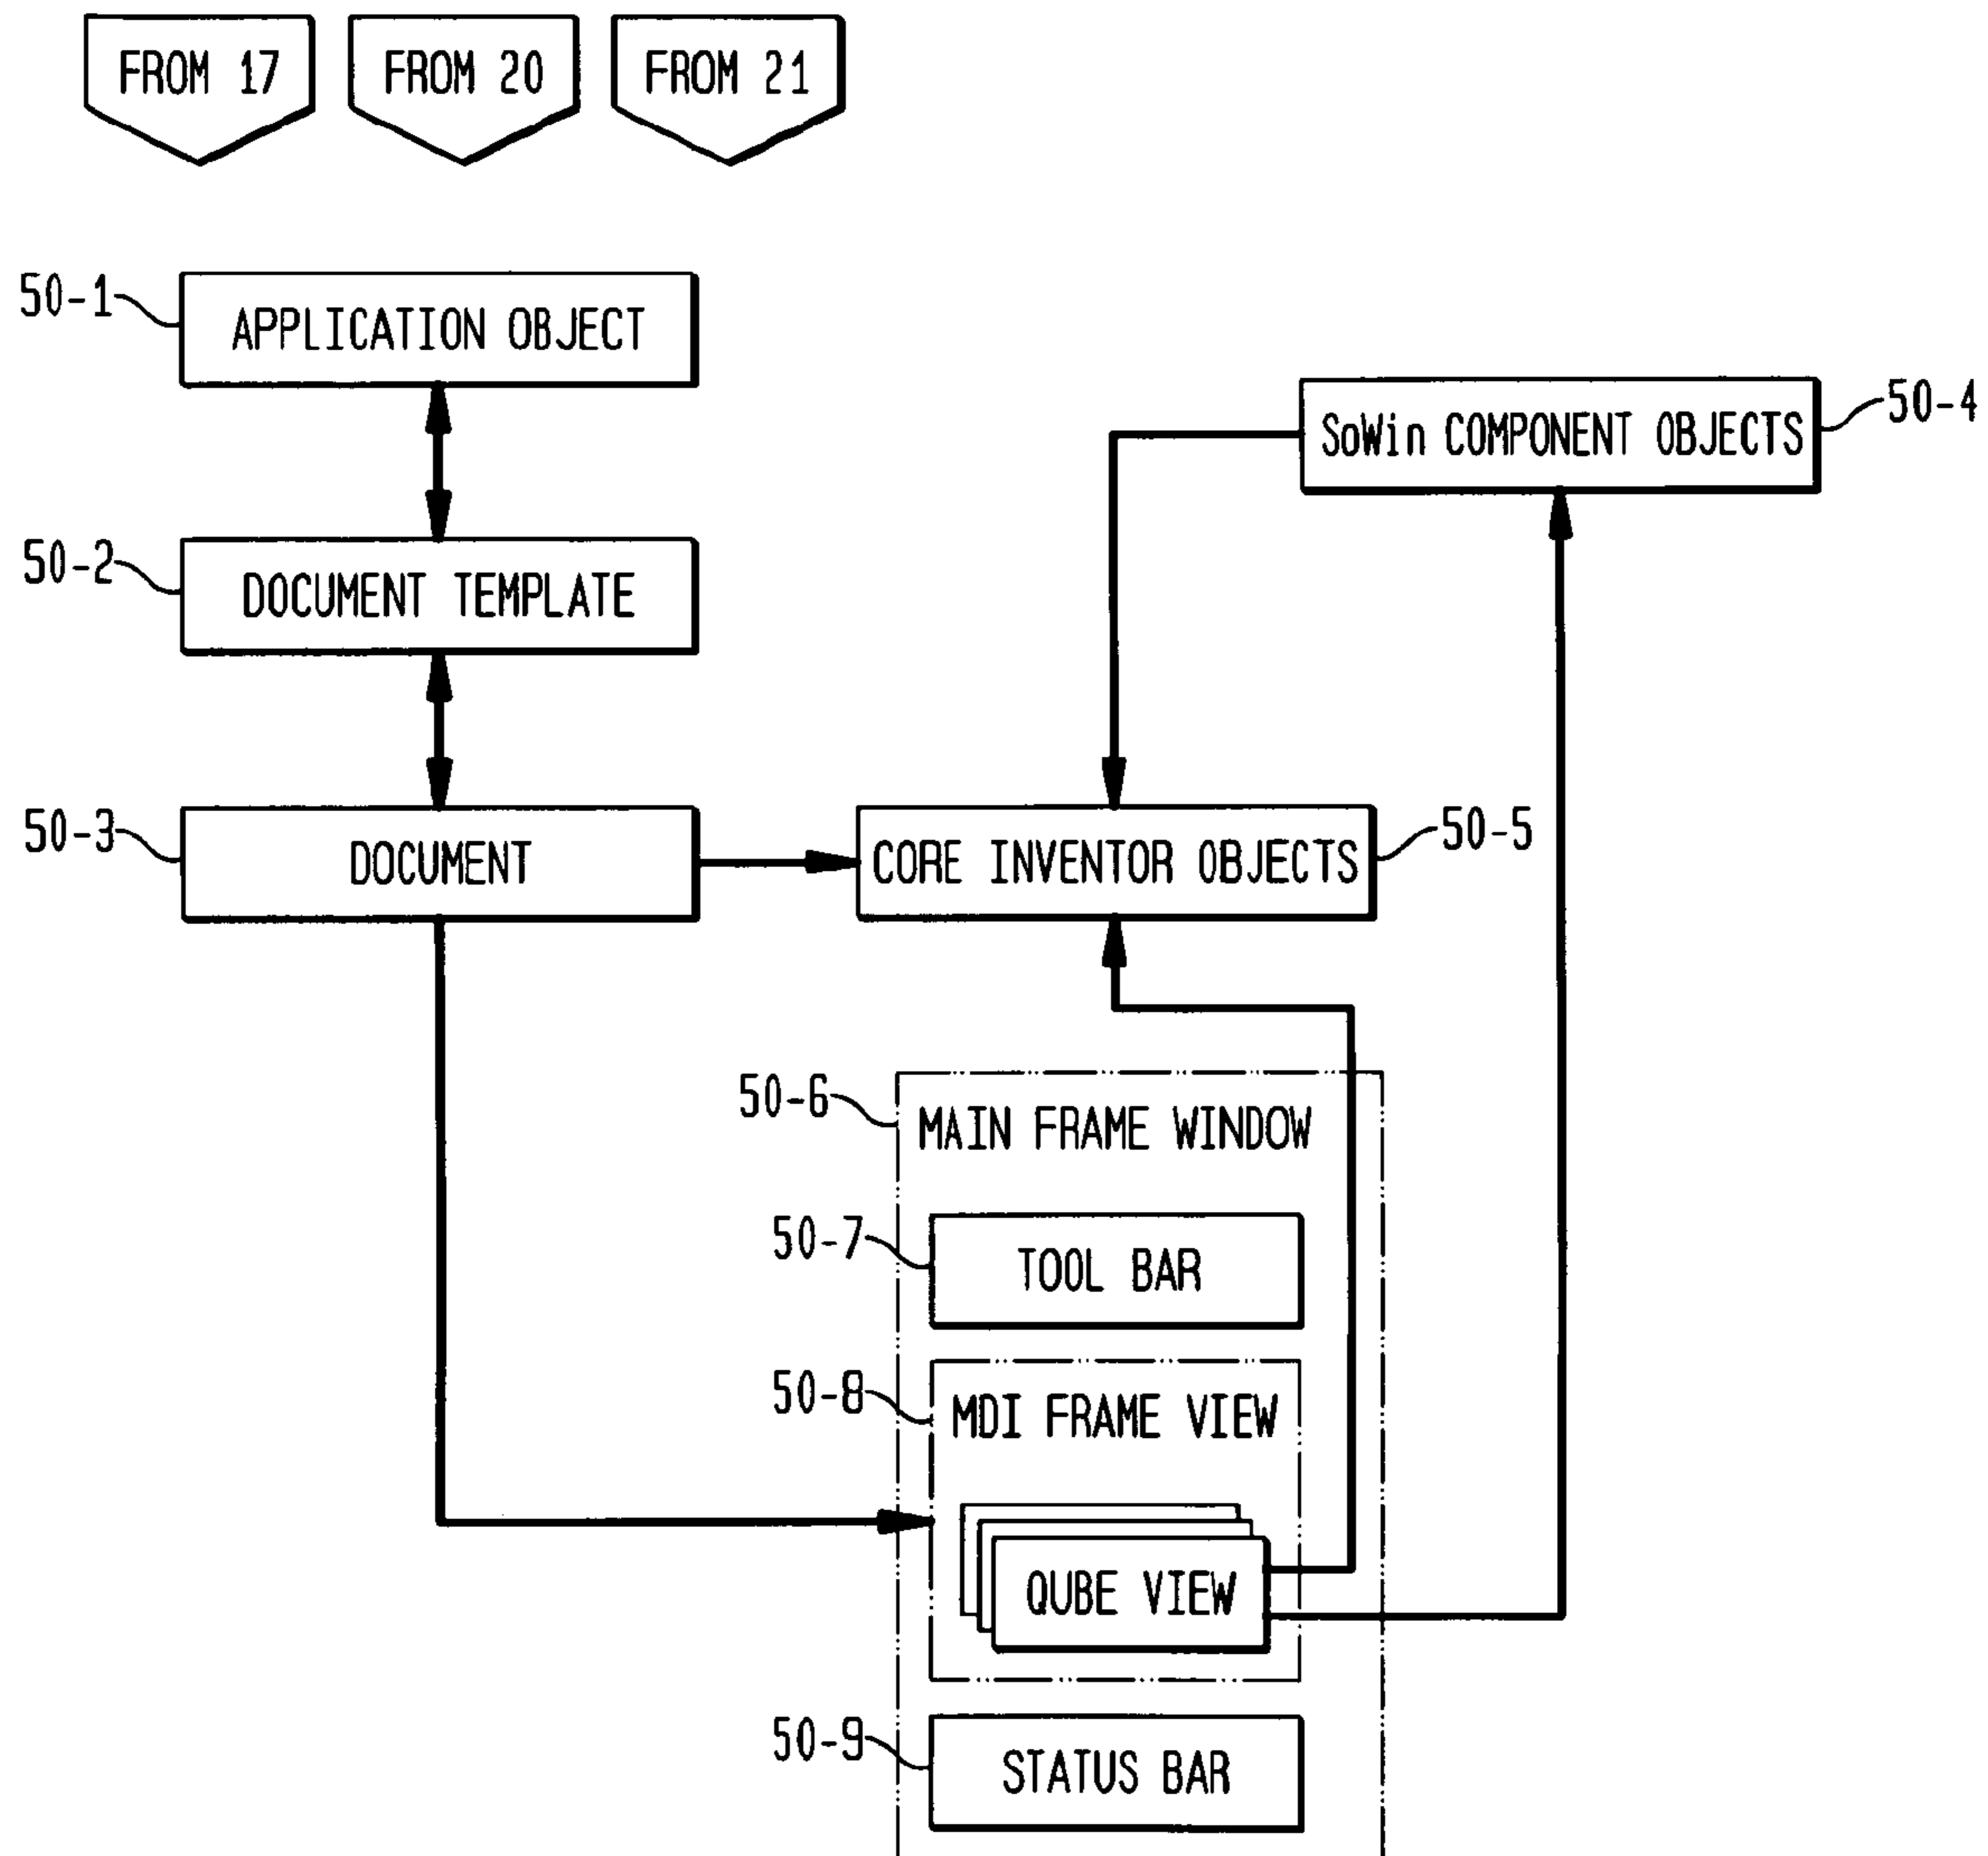 FROM 17
FROM 20
FROM 21
50-1
APPLICATION OBJECT
50-4
SoWin COMPONENT OBJECTS
50-2
DOCUMENT TEMPLATE
50-3
DOCUMENT
50-5
CORE INVENTOR OBJECTS
50-6
MAIN FRAME WINDOW
50-7
TOOL BAR
50-8
MDI FRAME VIEW
QUBE VIEW
50-9
STATUS BAR